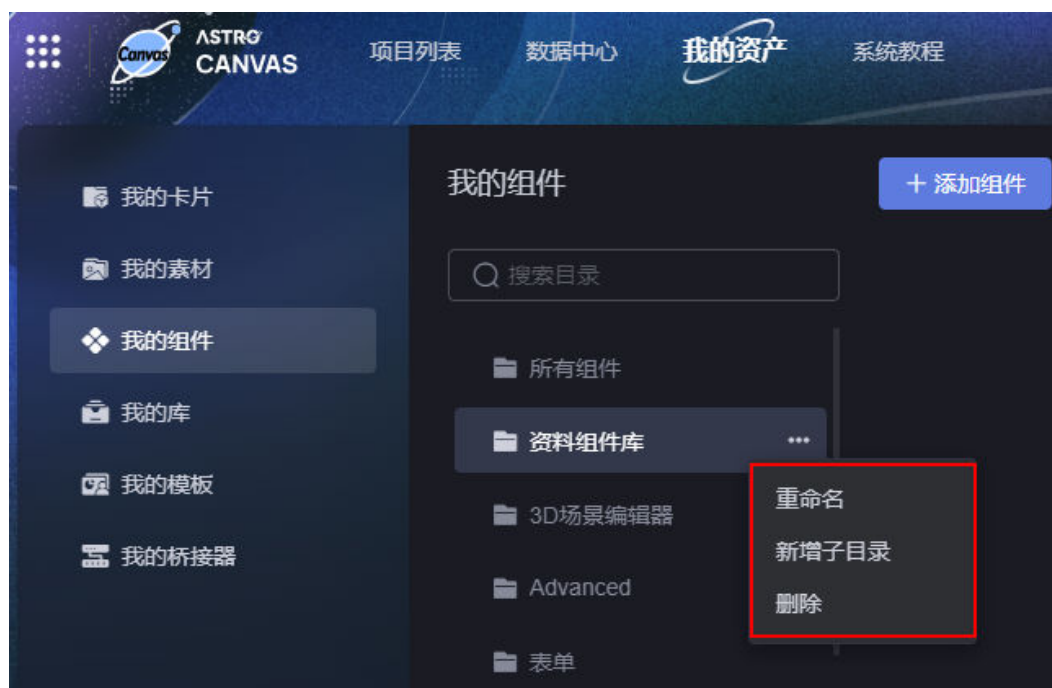 Canvas
ASTRO
CANVAS
项目列表
数据中心
我的资产
系统教程
我的卡片
我的素材
我的组件
我的库
我的模板
我的桥接器
我的组件
+ 添加组件
搜索目录
所有组件
资料组件库
3D场景编辑器
Advanced
表单
重命名
新增子目录
删除